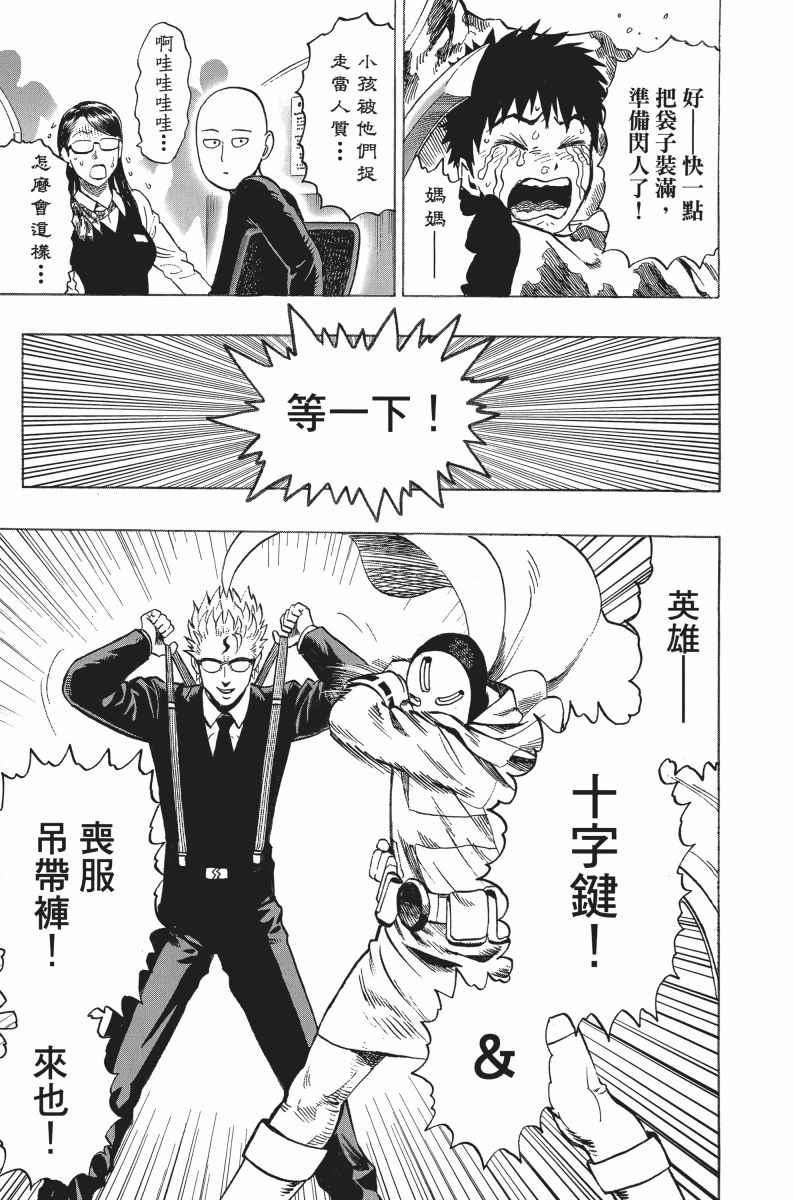 好——快一點
把袋子裝滿，
準備閃人了！
媽媽——
小孩被他們捉
走當人質…
啊哇哇哇哇…
怎麼會這樣…
等一下！
英雄——
十字鍵！
&
喪服
吊帶褲！
來也！